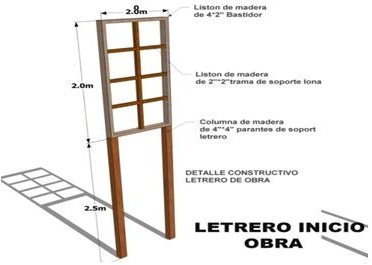 Liston de madera
de 4*2" Bastidor
2.0m
Liston de madera
de 2"*2"trama de soporte lona
2.0m
Columna de madera
de 4"*4" parantes de soport
letrero
DETALLE CONSTRUCTIVO
LETRERO DE OBRA
2.5m
LETRERO INICIO
OBRA